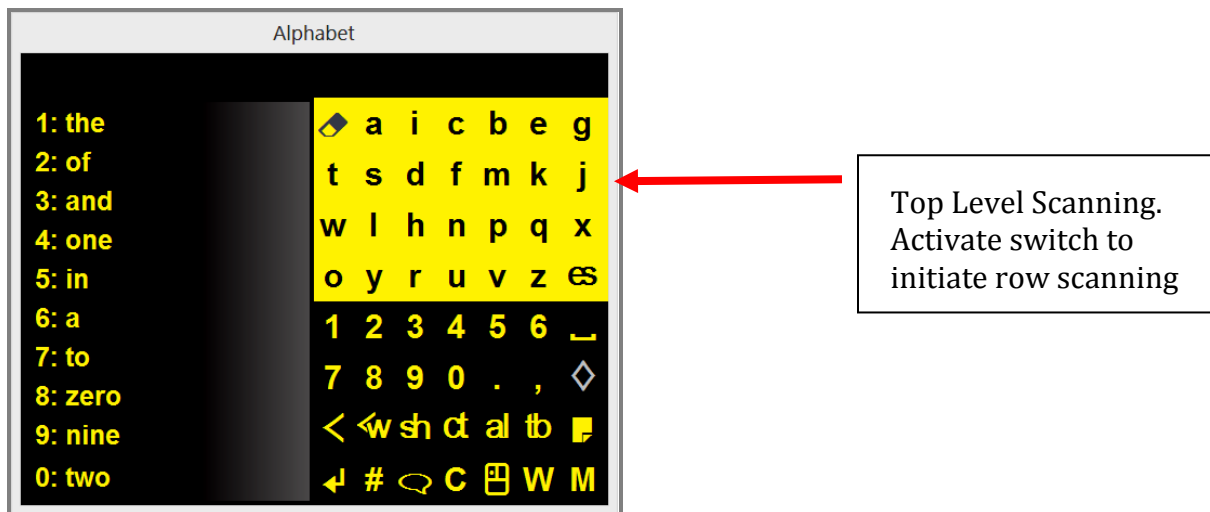 Alphabet
1: the
2: of
3: and
4: one
5: in
6: a
7: to
8: zero
9: nine
0: two
a i c b e g
t s d f m k j
w l h n p q x
o y r u v z es
1 2 3 4 5 6
7 8 9 0 . ,
< <w sh ct al tb
# C W M
Top Level Scanning.
Activate switch to
initiate row scanning